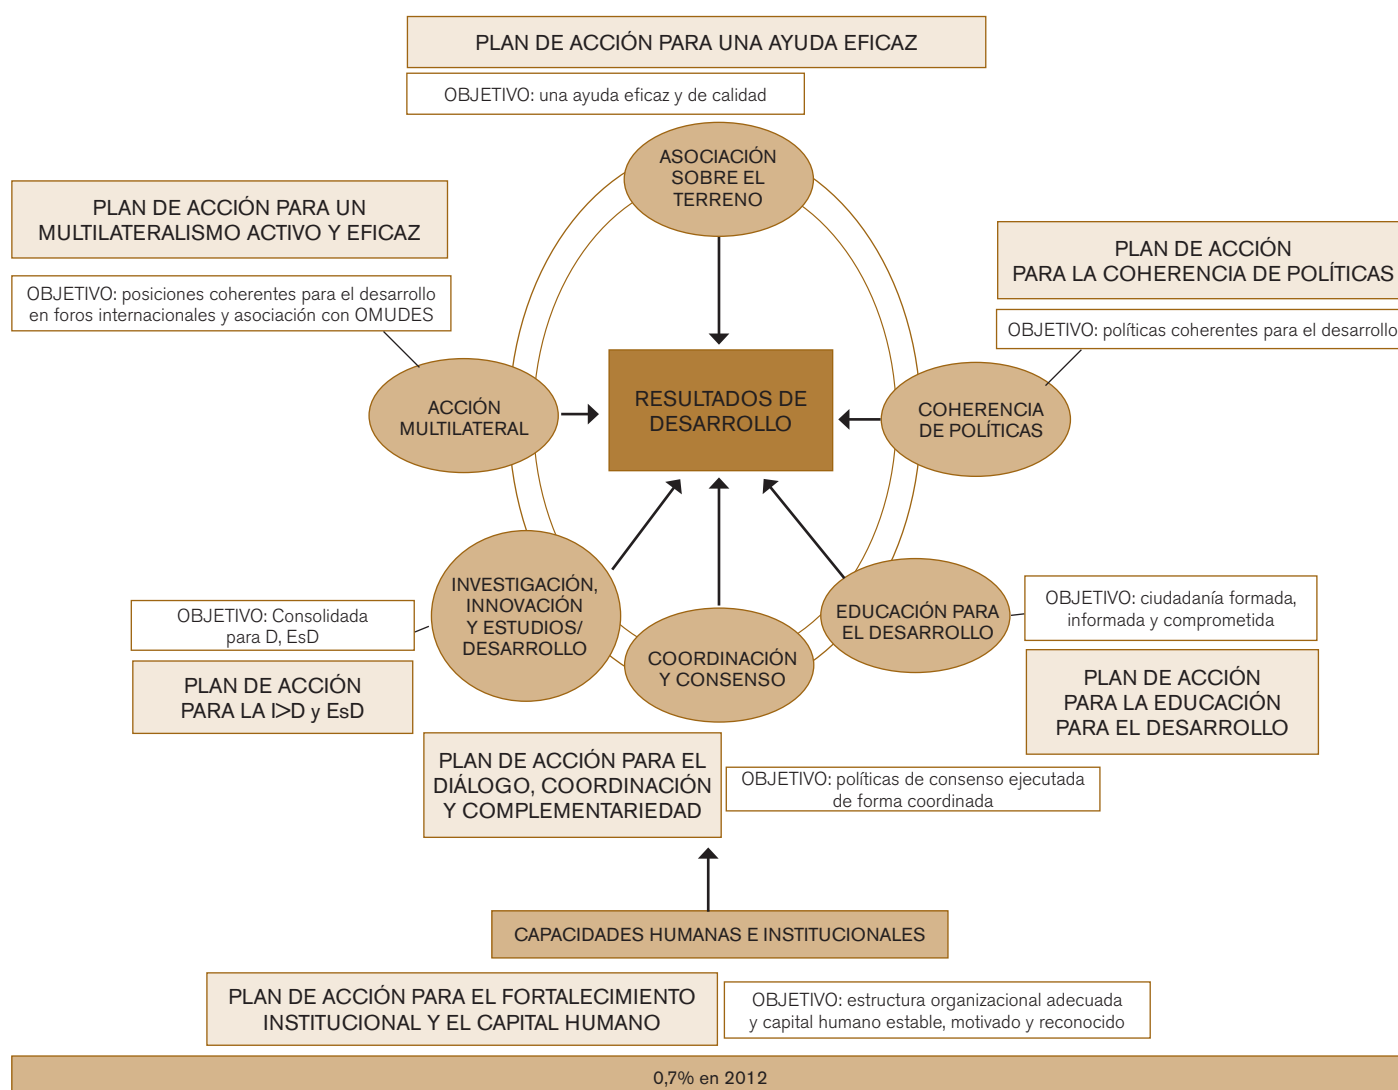 PLAN DE ACCIÓN PARA UNA AYUDA EFICAZ
OBJETIVO: una ayuda eficaz y de calidad
ASOCIACIÓN
SOBRE EL
TERRENO
PLAN DE ACCIÓN PARA UN
MULTILATERALISMO ACTIVO Y EFICAZ
OBJETIVO: posiciones coherentes para el desarrollo
en foros internacionales y asociación con OMUDES
PLAN DE ACCIÓN
PARA LA COHERENCIA DE POLÍTICAS
OBJETIVO: políticas coherentes para el desarrollo
ACCIÓN
MULTILATERAL
RESULTADOS DE
DESARROLLO
COHERENCIA
DE POLÍTICAS
INVESTIGACIÓN,
INNOVACIÓN
Y ESTUDIOS/
DESARROLLO
COORDINACIÓN
Y CONSENSO
EDUCACIÓN PARA
EL DESARROLLO
OBJETIVO: Consolidada
para D, EsD
PLAN DE ACCIÓN
PARA LA I>D y EsD
OBJETIVO: ciudadanía formada,
informada y comprometida
PLAN DE ACCIÓN
PARA LA EDUCACIÓN
PARA EL DESARROLLO
PLAN DE ACCIÓN PARA EL
DIÁLOGO, COORDINACIÓN
Y COMPLEMENTARIEDAD
OBJETIVO: políticas de consenso ejecutada
de forma coordinada
CAPACIDADES HUMANAS E INSTITUCIONALES
PLAN DE ACCIÓN PARA EL FORTALECIMIENTO
INSTITUCIONAL Y EL CAPITAL HUMANO
OBJETIVO: estructura organizacional adecuada
y capital humano estable, motivado y reconocido
0,7% en 2012